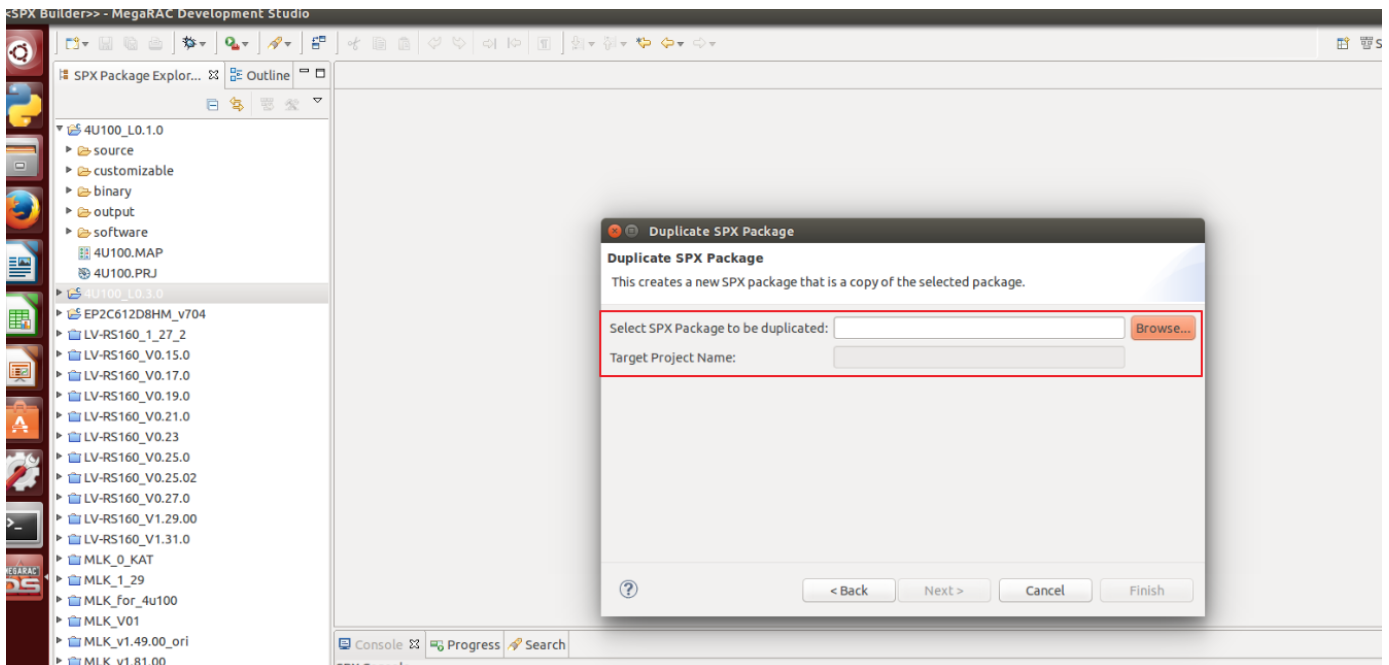 <SPX Builder>> - MegaRAC Development Studio
SPX Package Explor...
Outline
4U100_L0.1.0
source
customizable
binary
output
software
4U100.MAP
4U100.PRJ
4U100_L0.3.0
EP2C612D8HM_v704
LV-RS160_1_27_2
LV-RS160_V0.15.0
LV-RS160_V0.17.0
LV-RS160_V0.19.0
LV-RS160_V0.21.0
LV-RS160_V0.23
LV-RS160_V0.25.0
LV-RS160_V0.25.02
LV-RS160_V0.27.0
LV-RS160_V1.29.00
LV-RS160_V1.31.0
MLK_0_KAT
MLK_1_29
MLK_for_4u100
MLK_V01
MLK_v1.49.00_ori
MLK_v1.81.00
Duplicate SPX Package
Duplicate SPX Package
This creates a new SPX package that is a copy of the selected package.
Select SPX Package to be duplicated:
Browse...
Target Project Name:
< Back
Next >
Cancel
Finish
Console
Progress
Search